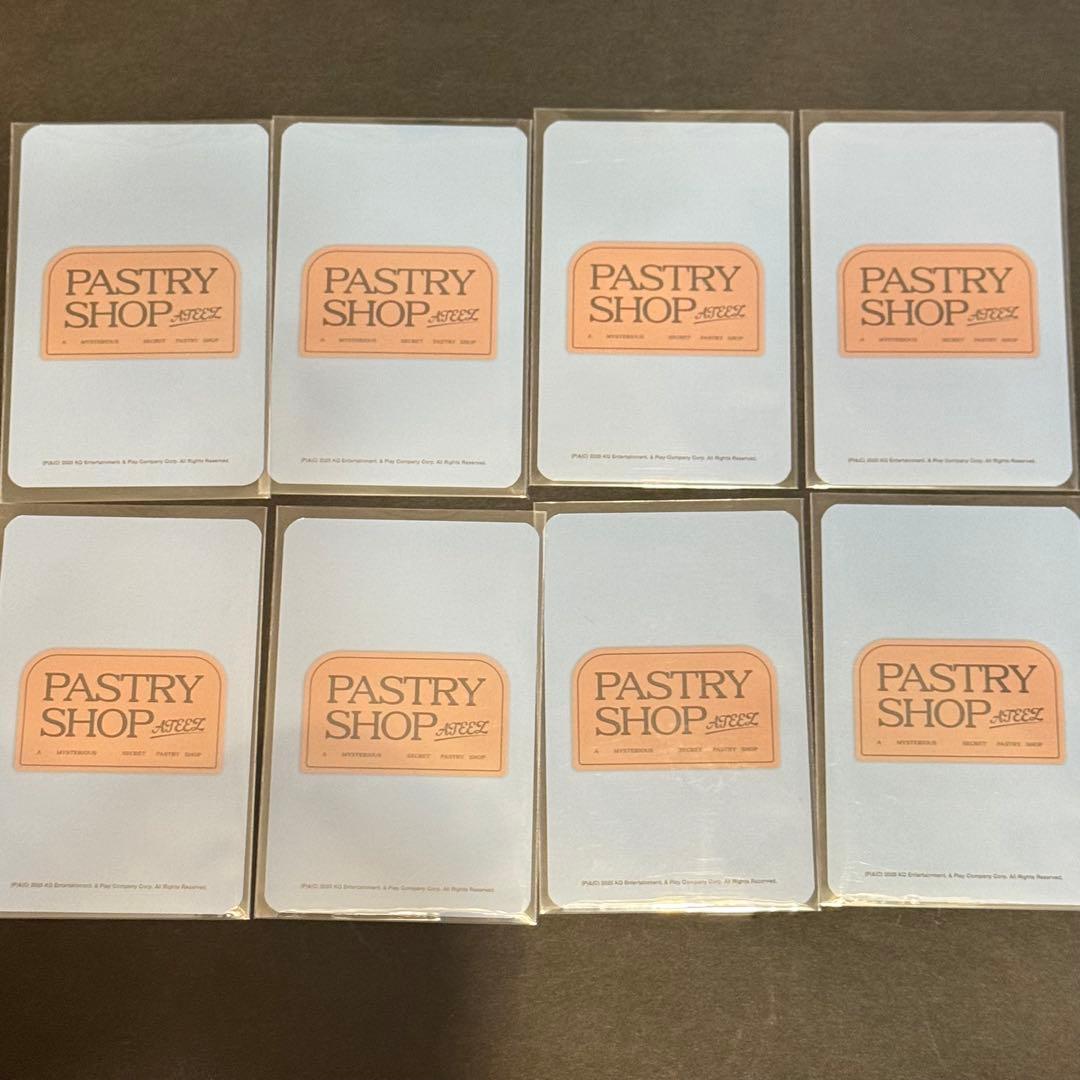 PASTRY
SHOP ATEEZ
A MYSTERIOUS SECRET PASTRY SHOP
(P)&(C) 2020 KQ Entertainment. & Play Company Corp. All Rights Reserved.
PASTRY
SHOP ATEEZ
A MYSTERIOUS SECRET PASTRY SHOP
(P)&(C) 2020 KQ Entertainment. & Play Company Corp. All Rights Reserved.
PASTRY
SHOP ATEEZ
A MYSTERIOUS SECRET PASTRY SHOP
(P)&(C) 2020 KQ Entertainment. & Play Company Corp. All Rights Reserved.
PASTRY
SHOP ATEEZ
A MYSTERIOUS SECRET PASTRY SHOP
(P)&(C) 2020 KQ Entertainment. & Play Company Corp. All Rights Reserved.
PASTRY
SHOP ATEEZ
A MYSTERIOUS SECRET PASTRY SHOP
(P)&(C) 2020 KQ Entertainment. & Play Company Corp. All Rights Reserved.
PASTRY
SHOP ATEEZ
A MYSTERIOUS SECRET PASTRY SHOP
(P)&(C) 2020 KQ Entertainment. & Play Company Corp. All Rights Reserved.
PASTRY
SHOP ATEEZ
A MYSTERIOUS SECRET PASTRY SHOP
(P)&(C) 2020 KQ Entertainment. & Play Company Corp. All Rights Reserved.
PASTRY
SHOP ATEEZ
A MYSTERIOUS SECRET PASTRY SHOP
(P)&(C) 2020 KQ Entertainment. & Play Company Corp. All Rights Reserved.